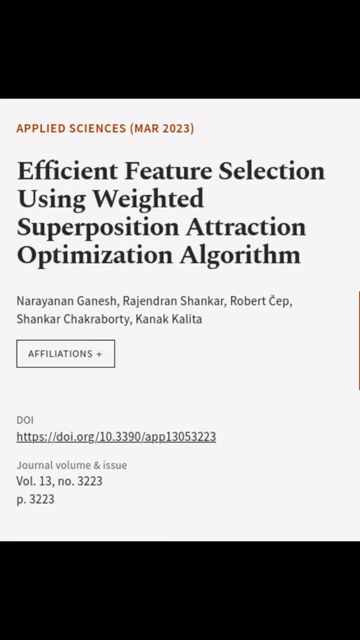 APPLIED SCIENCES (MAR 2023)
Efficient Feature Selection
Using Weighted
Superposition Attraction
Optimization Algorithm
Narayanan Ganesh, Rajendran Shankar, Robert Čep,
Shankar Chakraborty, Kanak Kalita
AFFILIATIONS +
DOI
https://doi.org/10.3390/app13053223
Journal volume & issue
Vol. 13, no. 3223
p. 3223